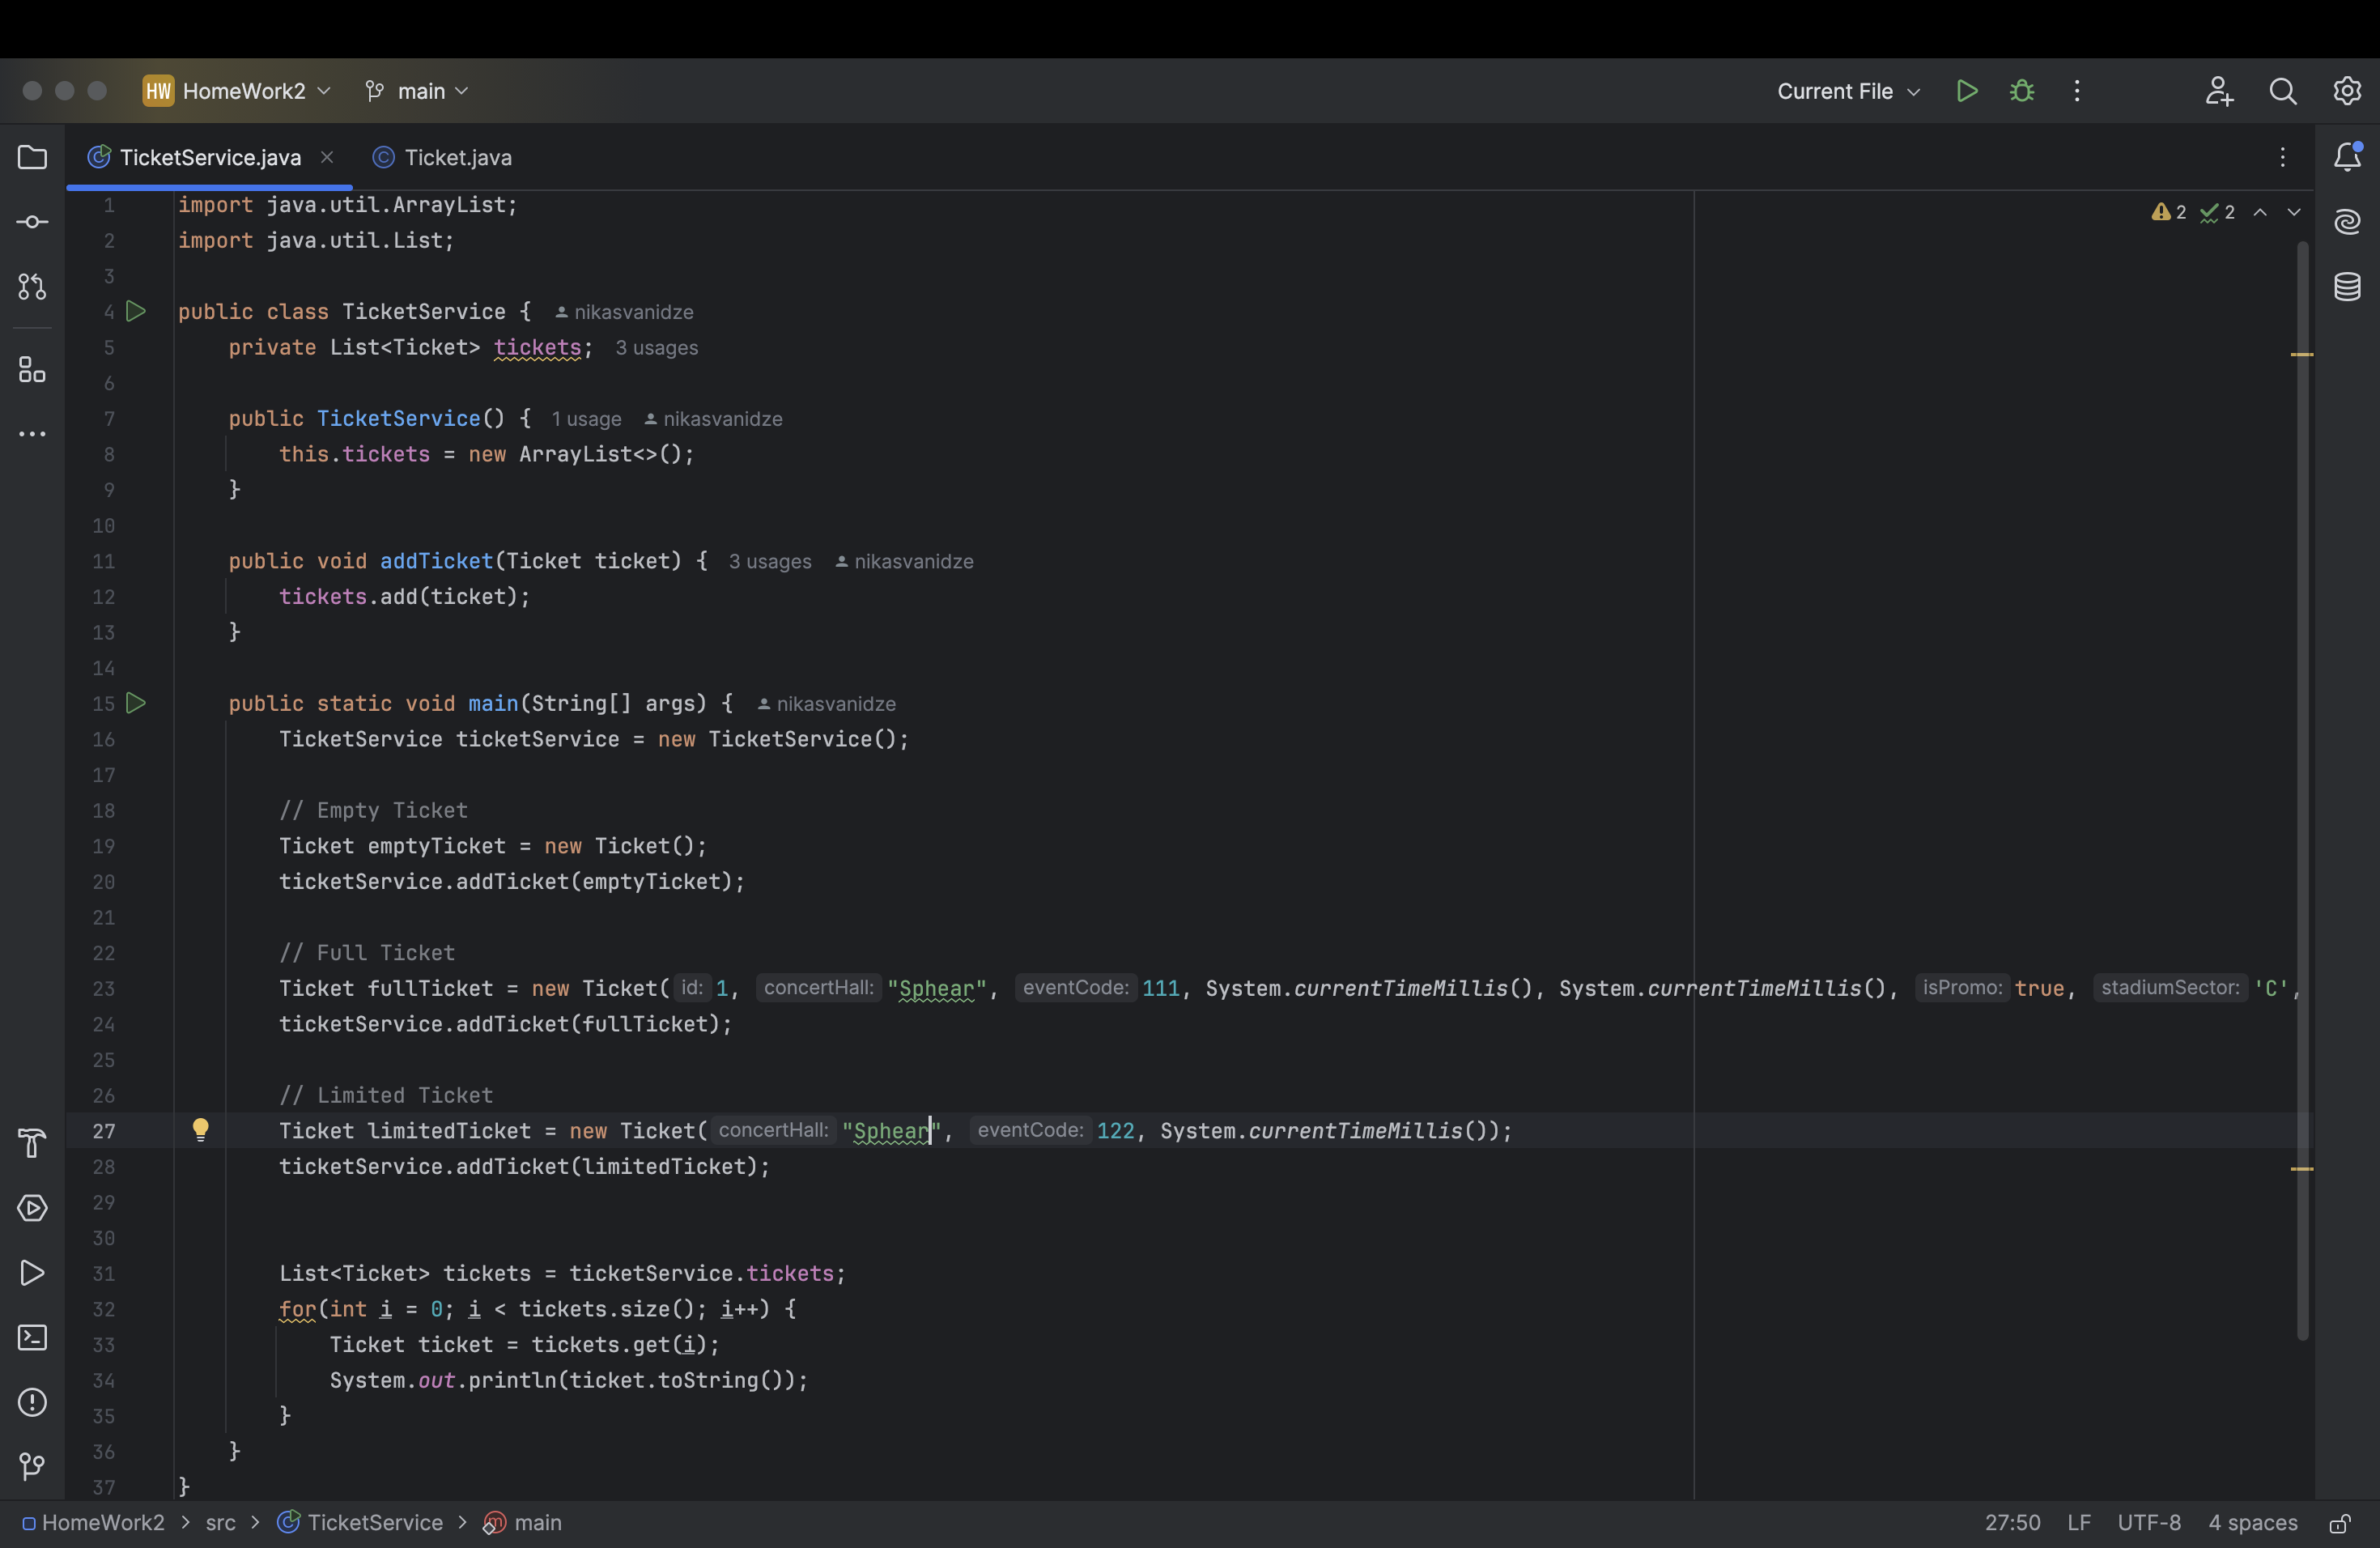 HW HomeWork2 main Current File
TicketService.java Ticket.java
2 2
1 import java.util.ArrayList;
2 import java.util.List;
3
4 public class TicketService { nikasvanidze
5 private List<Ticket> tickets; 3 usages
6
7 public TicketService() { 1 usage nikasvanidze
8 this.tickets = new ArrayList<>();
9 }
10
11 public void addTicket(Ticket ticket) { 3 usages nikasvanidze
12 tickets.add(ticket);
13 }
14
15 public static void main(String[] args) { nikasvanidze
16 TicketService ticketService = new TicketService();
17
18 // Empty Ticket
19 Ticket emptyTicket = new Ticket();
20 ticketService.addTicket(emptyTicket);
21
22 // Full Ticket
23 Ticket fullTicket = new Ticket( id: 1, concertHall: "Sphear", eventCode: 111, System.currentTimeMillis(), System.currentTimeMillis(), isPromo: true, stadiumSector: 'C',
24 ticketService.addTicket(fullTicket);
25
26 // Limited Ticket
27 Ticket limitedTicket = new Ticket( concertHall: "Sphear", eventCode: 122, System.currentTimeMillis());
28 ticketService.addTicket(limitedTicket);
29
30
31 List<Ticket> tickets = ticketService.tickets;
32 for(int i = 0; i < tickets.size(); i++) {
33 Ticket ticket = tickets.get(i);
34 System.out.println(ticket.toString());
35 }
36 }
37 }
HomeWork2 > src > TicketService > main 27:50 LF UTF-8 4 spaces